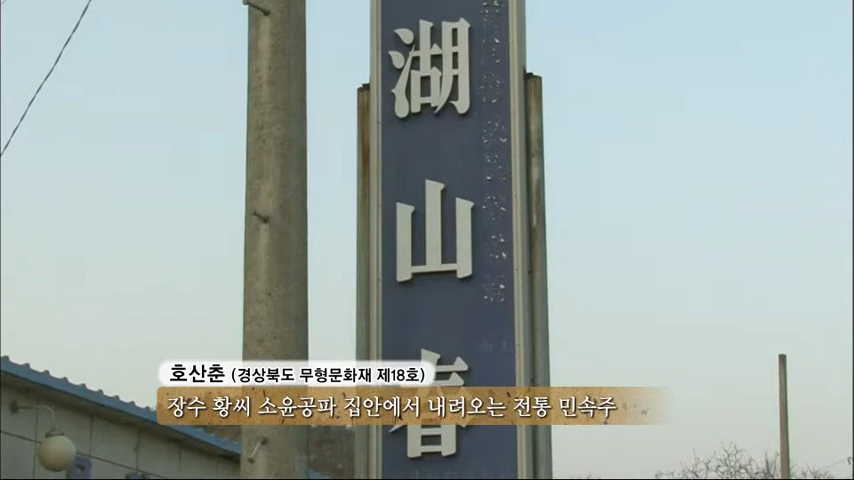 湖
山
春
호산춘 (경상북도 무형문화재 제18호)
장수 황씨 소윤공파 집안에서 내려오는 전통 민속주